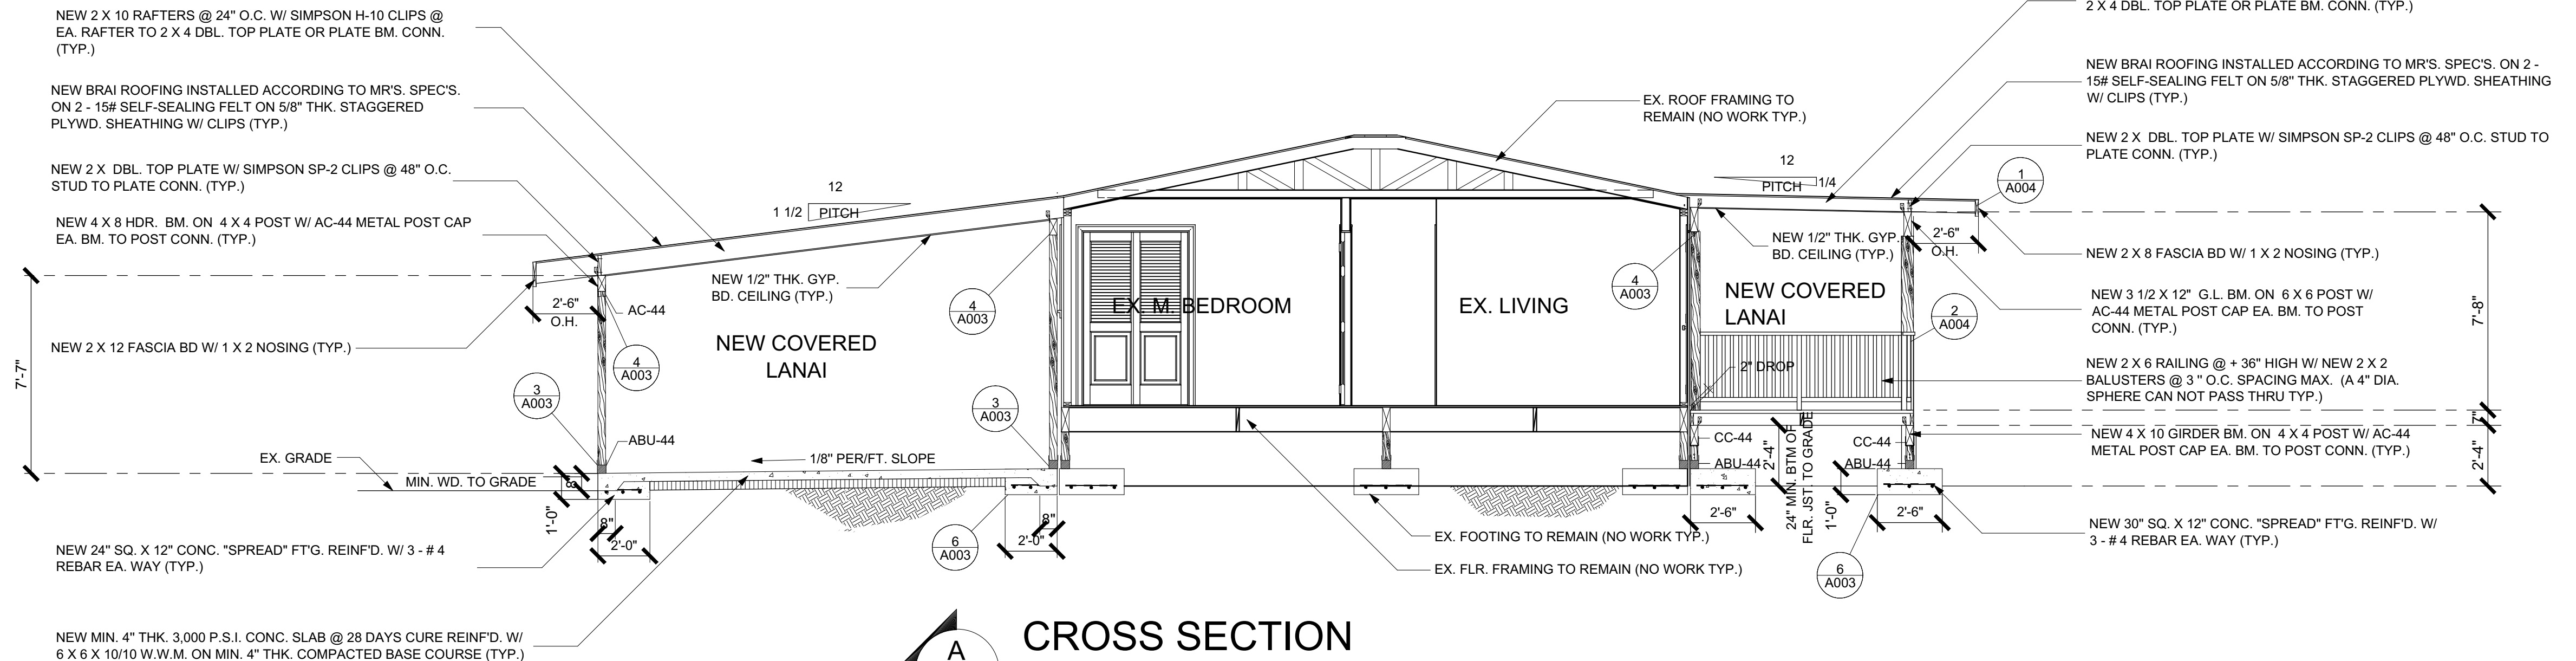 NEW 2 X 10 RAFTERS @ 24" O.C. W/ SIMPSON H-10 CLIPS @
EA. RAFTER TO 2 X 4 DBL. TOP PLATE OR PLATE BM. CONN.
(TYP.)
NEW BRAI ROOFING INSTALLED ACCORDING TO MR'S. SPEC'S.
ON 2 - 15# SELF-SEALING FELT ON 5/8" THK. STAGGERED
PLYWD. SHEATHING W/ CLIPS (TYP.)
NEW 2 X  DBL. TOP PLATE W/ SIMPSON SP-2 CLIPS @ 48" O.C.
STUD TO PLATE CONN. (TYP.)
NEW 4 X 8 HDR.  BM. ON  4 X 4 POST W/ AC-44 METAL POST CAP
EA. BM. TO POST CONN. (TYP.)
NEW 2 X 12 FASCIA BD W/ 1 X 2 NOSING (TYP.)
7'-7"
EX. GRADE
MIN. WD. TO GRADE
8"
1'-0"
8"
2'-0"
NEW 24" SQ. X 12" CONC. "SPREAD" FT'G. REINF'D. W/ 3 - # 4
REBAR EA. WAY (TYP.)
NEW MIN. 4" THK. 3,000 P.S.I. CONC. SLAB @ 28 DAYS CURE REINF'D. W/
6 X 6 X 10/10 W.W.M. ON MIN. 4" THK. COMPACTED BASE COURSE (TYP.)
12
1 1/2
PITCH
2'-6"
O.H.
AC-44
4
A003
3
A003
ABU-44
NEW 1/2" THK. GYP.
BD. CEILING (TYP.)
NEW COVERED
LANAI
1/8" PER/FT. SLOPE
4
A003
3
A003
6
A003
8"
2'-0"
EX. M. BEDROOM
EX. LIVING
EX. ROOF FRAMING TO
REMAIN (NO WORK TYP.)
EX. FOOTING TO REMAIN (NO WORK TYP.)
EX. FLR. FRAMING TO REMAIN (NO WORK TYP.)
4
A003
12
PITCH
1/4
NEW 1/2" THK. GYP.
BD. CEILING (TYP.)
NEW COVERED
LANAI
2" DROP
CC-44
ABU-44
2'-4"
24" MIN. BTM OF
FLR. JST. TO GRADE
1'-0"
2'-6"
CC-44
ABU-44
2'-6"
6
A003
1
A004
2'-6"
O.H.
2
A004
2 X 4 DBL. TOP PLATE OR PLATE BM. CONN. (TYP.)
NEW BRAI ROOFING INSTALLED ACCORDING TO MR'S. SPEC'S. ON 2 -
15# SELF-SEALING FELT ON 5/8" THK. STAGGERED PLYWD. SHEATHING
W/ CLIPS (TYP.)
NEW 2 X  DBL. TOP PLATE W/ SIMPSON SP-2 CLIPS @ 48" O.C. STUD TO
PLATE CONN. (TYP.)
NEW 2 X 8 FASCIA BD W/ 1 X 2 NOSING (TYP.)
NEW 3 1/2 X 12"  G.L. BM. ON  6 X 6 POST W/
AC-44 METAL POST CAP EA. BM. TO POST
CONN. (TYP.)
NEW 2 X 6 RAILING @ + 36" HIGH W/ NEW 2 X 2
BALUSTERS @ 3 " O.C. SPACING MAX.  (A 4" DIA.
SPHERE CAN NOT PASS THRU TYP.)
NEW 4 X 10 GIRDER BM. ON  4 X 4 POST W/ AC-44
METAL POST CAP EA. BM. TO POST CONN. (TYP.)
NEW 30" SQ. X 12" CONC. "SPREAD" FT'G. REINF'D. W/
3 - # 4 REBAR EA. WAY (TYP.)
7'-8"
7"
2'-4"
A
CROSS SECTION